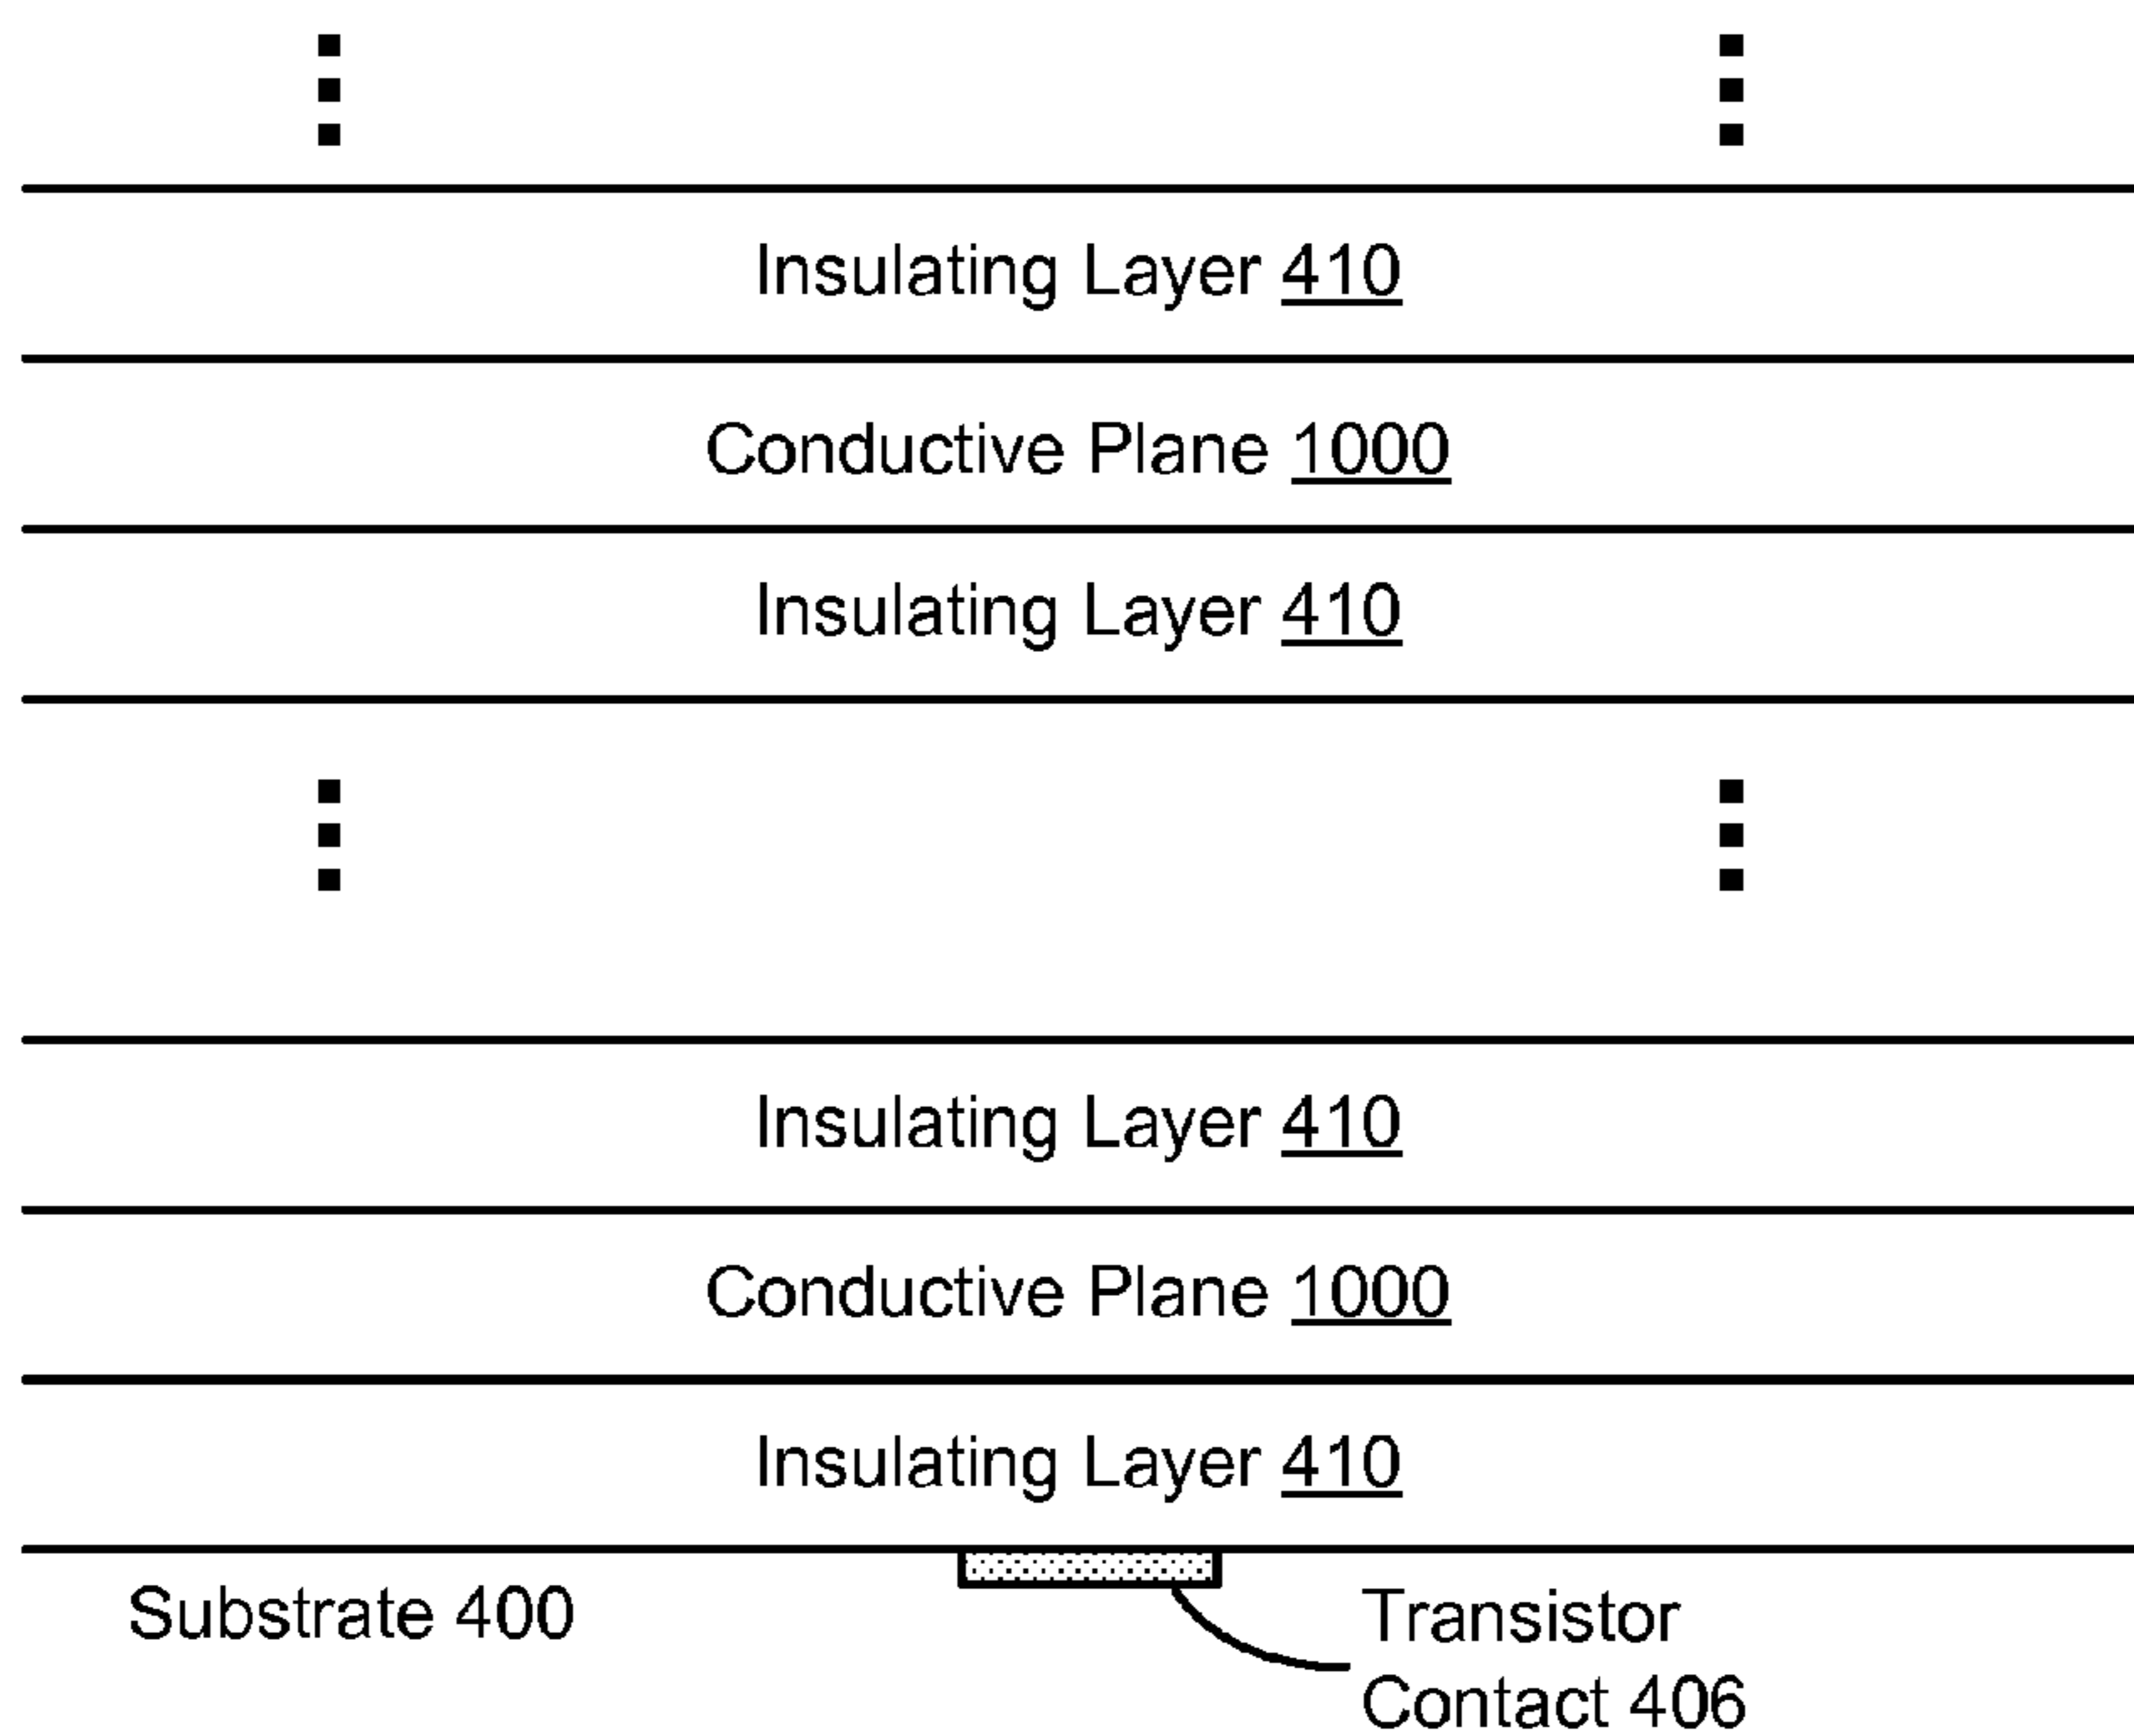 Insulating Layer 410
Conductive Plane 1000
Insulating Layer 410
Insulating Layer 410
Conductive Plane 1000
Insulating Layer 410
Substrate 400
Transistor
Contact 406